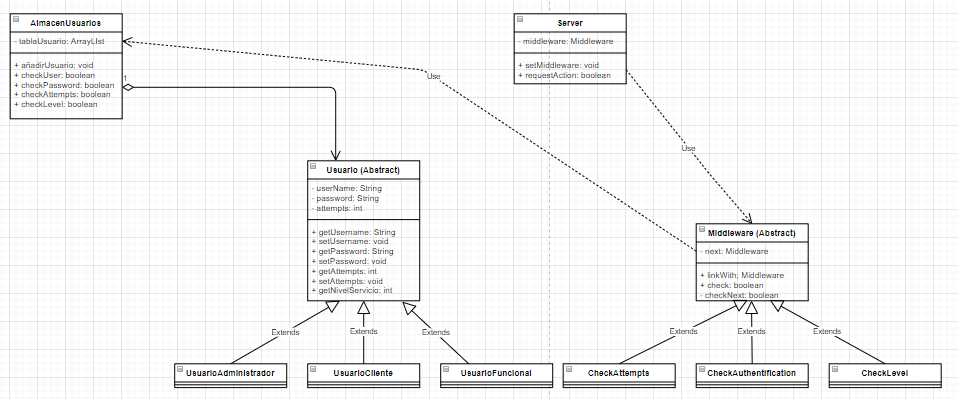 AlmacenUsuarios
- tablaUsuario: ArrayLIst
+ añadirUsuario: void
+ checkUser: boolean
+ checkPassword: boolean
+ checkAttempts: boolean
+ checkLevel: boolean
1
Server
- middleware: Middleware
+ setMiddleware: void
+ requestAction: boolean
Use
Use
Usuario (Abstract)
- userName: String
- password: String
- attempts: int
+ getUsername: String
+ setUsername: void
+ getPassword: String
+ setPassword: void
+ getAttempts: int
+ setAttempts: void
+ getNivelServicio: int
Middleware (Abstract)
- next: Middleware
+ linkWith; Middleware
+ check: boolean
- checkNext: boolean
Extends
Extends
Extends
Extends
Extends
Extends
UsuarioAdministrador
UsuarioCliente
UsuarioFuncional
CheckAttempts
CheckAuthentification
CheckLevel